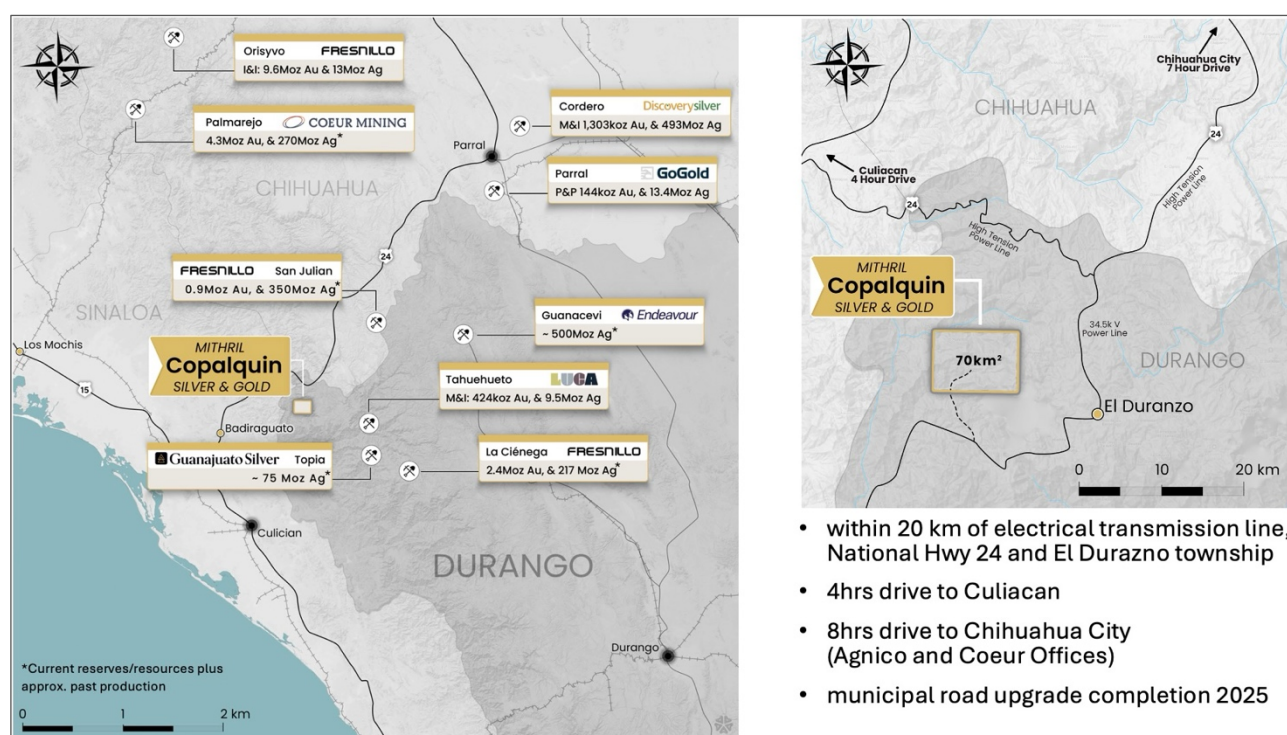 Orisyvo FRESNILLO
I&I: 9.6Moz Au & 13Moz Ag
Palmarejo COEUR MINING
4.3Moz Au, & 270Moz Ag*
Cordero Discoverysilver
M&I 1,303koz Au, & 493Moz Ag
Parral
Parral GoGold
P&P 144koz Au, & 13.4Moz Ag
CHIHUAHUA
24
FRESNILLO San Julian
0.9Moz Au, & 350Moz Ag*
SINALOA
Guanacevi Endeavour
~ 500Moz Ag*
Los Mochis
MITHRIL
Copalquin
SILVER & GOLD
15
Tahuehueto LUCA
M&I: 424koz Au, & 9.5Moz Ag
Badiraguato
Guanajuato Silver Topia
~ 75 Moz Ag*
La Ciénega FRESNILLO
2.4Moz Au, & 217 Moz Ag*
Culician
DURANGO
Durango
*Current reserves/resources plus
approx. past production
0 1 2 km
Chihuahua City
7 Hour Drive
CHIHUAHUA
24
Culiacan
4 Hour Drive
24
High Tension
Power Line
High Tension
Power Line
MITHRIL
Copalquin
SILVER & GOLD
34.5k V
Power Line
70km²
DURANGO
El Duranzo
0 10 20 km
• within 20 km of electrical transmission line,
National Hwy 24 and El Durazno township
• 4hrs drive to Culiacan
• 8hrs drive to Chihuahua City
(Agnico and Coeur Offices)
• municipal road upgrade completion 2025